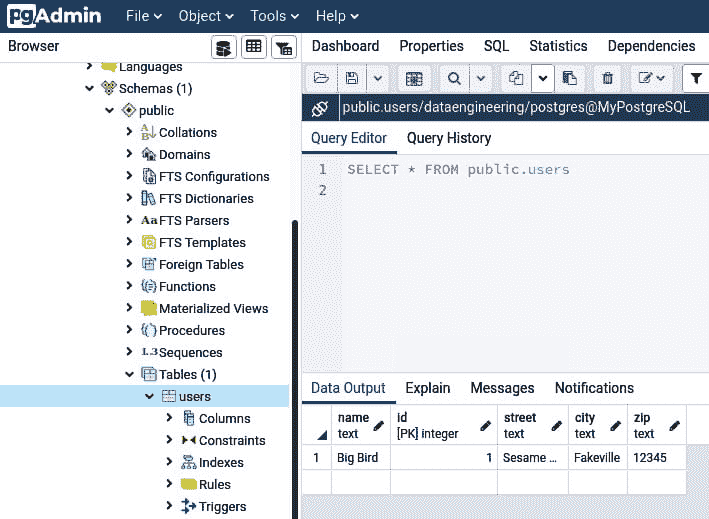 pgAdmin File Object Tools Help
Browser
Dashboard Properties SQL Statistics Dependencies
Languages
Schemas (1)
public
Collations
Domains
FTS Configurations
FTS Dictionaries
FTS Parsers
FTS Templates
Foreign Tables
Functions
Materialized Views
Procedures
1..3 Sequences
Tables (1)
users
Columns
Constraints
Indexes
Rules
Triggers
public.users/dataengineering/postgres@MyPostgreSQL
Query Editor Query History
1 SELECT * FROM public.users
2
Data Output Explain Messages Notifications
name id street city zip
text [PK] integer text text text
1 Big Bird 1 Sesame ... Fakeville 12345